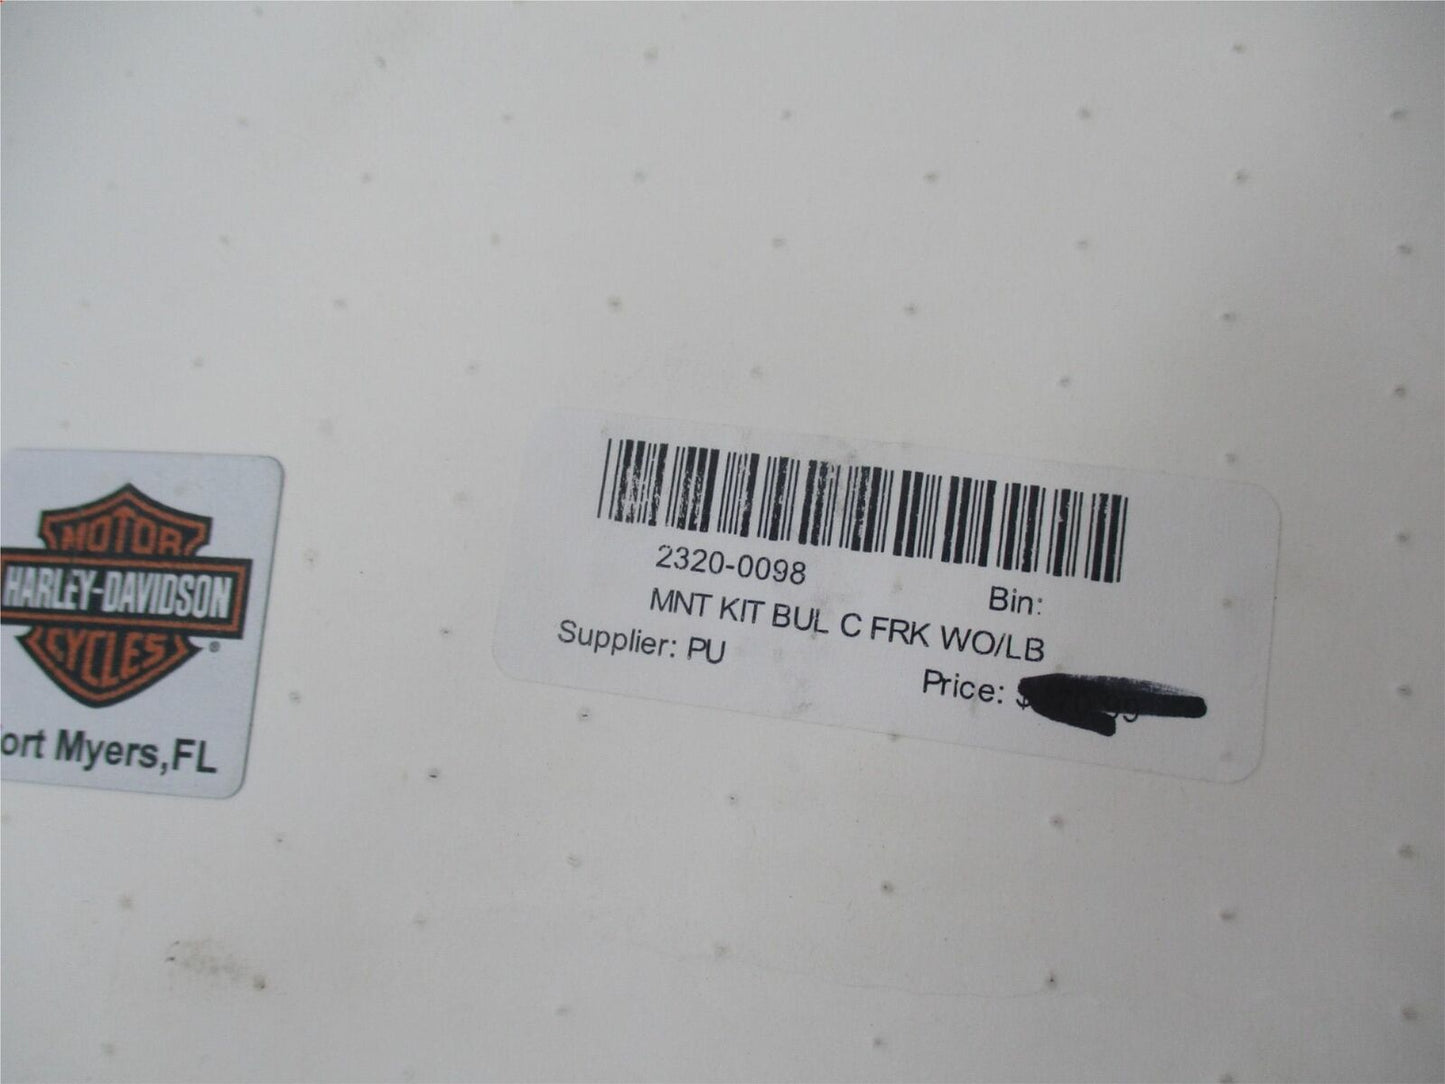 MOTOR
HARLEY-DAVIDSON
CYCLES
®
ort Myers,FL
2320-0098
Bin:
MNT KIT BUL C FRK WO/LB
Supplier: PU
Price: $